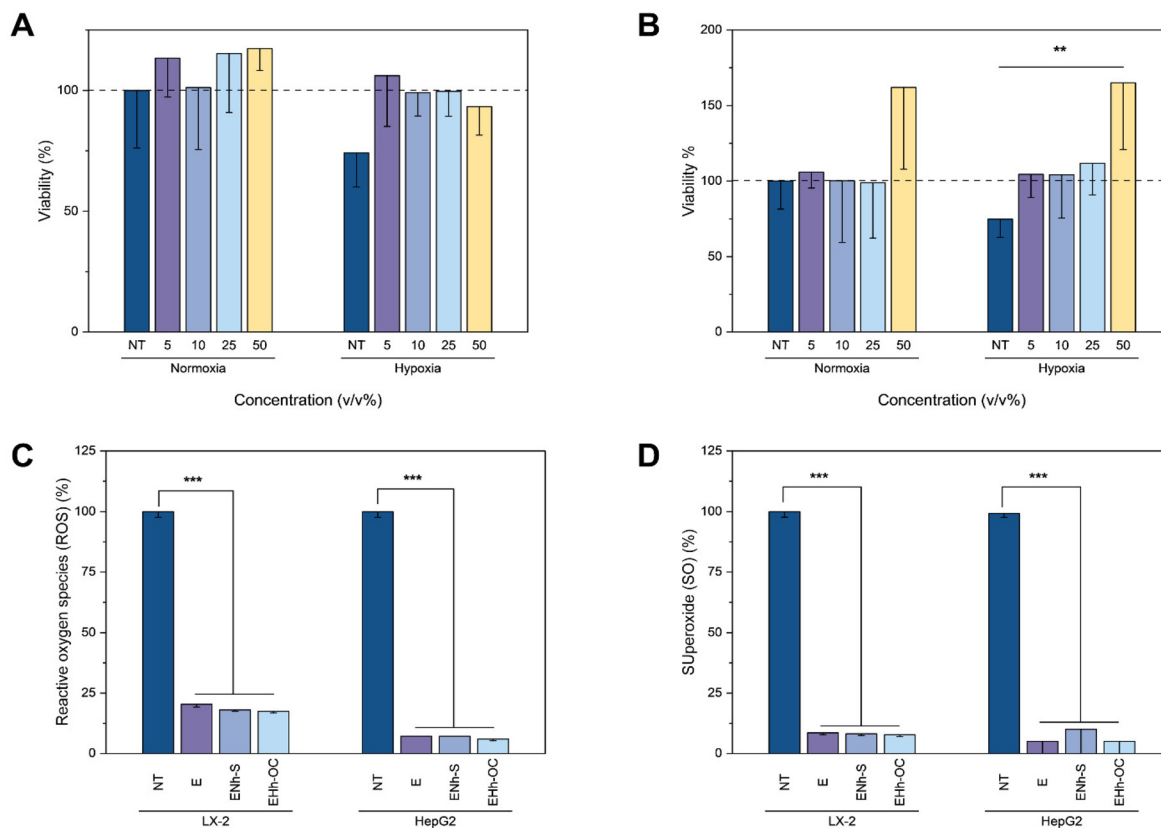 A
Viability (%)
100
50
0
NT 5 10 25 50 NT 5 10 25 50
Normoxia Hypoxia
Concentration (v/v%)
B
Viability %
200
150
100
50
0
**
NT 5 10 25 50 NT 5 10 25 50
Normoxia Hypoxia
Concentration (v/v%)
C
Reactive oxygen species (ROS) (%)
125
100
75
50
25
0
*** ***
NT E ENh-S EHh-OC NT E ENh-S EHh-OC
LX-2 HepG2
D
SUperoxide (SO) (%)
125
100
75
50
25
0
*** ***
NT E ENh-S EHh-OC NT E ENh-S EHh-OC
LX-2 HepG2